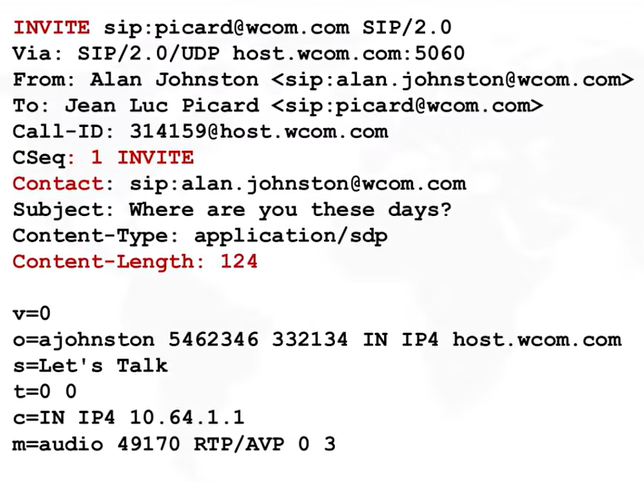 INVITE sip:picard@wcom.com SIP/2.0
Via: SIP/2.0/UDP host.wcom.com:5060
From: Alan Johnston <sip:alan.johnston@wcom.com>
To: Jean Luc Picard <sip:picard@wcom.com>
Call-ID: 314159@host.wcom.com
CSeq: 1 INVITE
Contact: sip:alan.johnston@wcom.com
Subject: Where are you these days?
Content-Type: application/sdp
Content-Length: 124

v=0
o=ajohnston 5462346 332134 IN IP4 host.wcom.com
s=Let's Talk
t=0 0
c=IN IP4 10.64.1.1
m=audio 49170 RTP/AVP 0 3